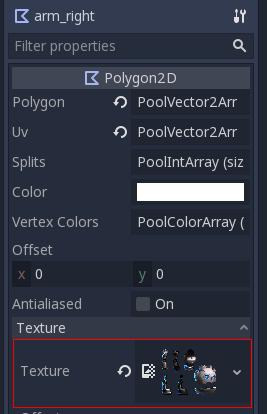 arm_right
Filter properties
Polygon2D
Polygon PoolVector2Arr
Uv PoolVector2Arr
Splits PoolIntArray (siz
Color
Vertex Colors PoolColorArray (
Offset
x 0 y 0
Antialiased On
Texture
Texture